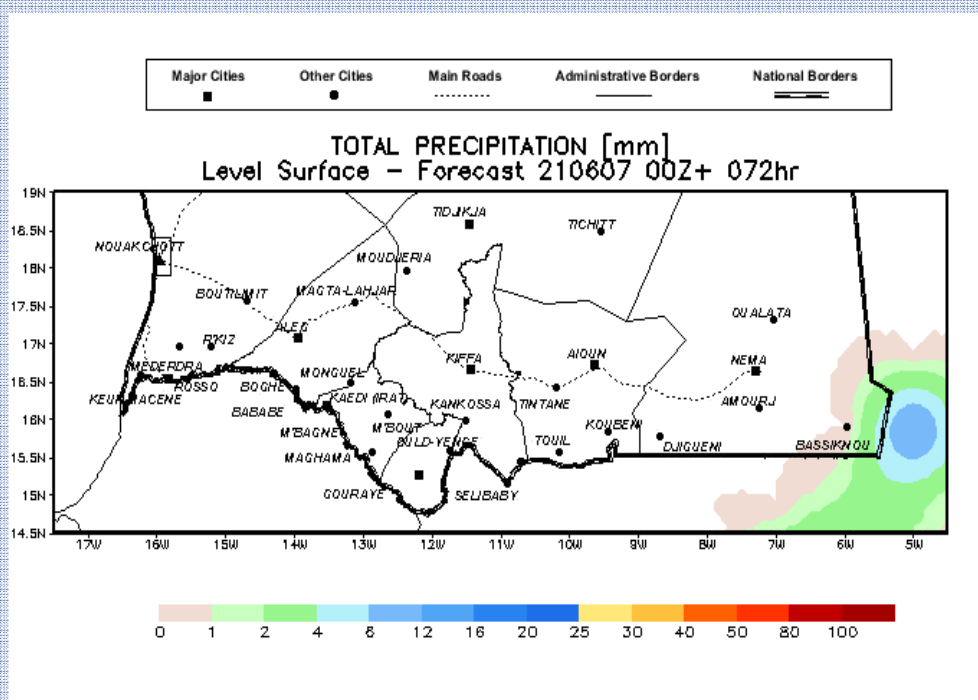 Major Cities Other Cities Main Roads Administrative Borders National Borders
TOTAL PRECIPITATION [mm]
Level Surface – Forecast 210607 00Z+ 072hr
19N
18.5N
18N
17.5N
17N
16.5N
16N
15.5N
15N
14.5N
TIDJIKJA
TICHITT
NOUAKCHOTT
MOUDJERIA
BOUTILIMIT
MAGTA-LAHJAR
OUALATA
ALEG
R'KIZ
KIFFA
AIOUN
NEMA
MEDERDRA
MONGUEL
ROSSO
BOGHE
KEUR MACENE
KAEDI (IRAT)
KANKOSSA
TINTANE
AMOURJ
BABABE
M'BAGNE
M'BOUT
KOUBENI
OULD-YENGE
TOUIL
DJIGUENI
BASSIKNOU
MAGHAMA
GOURAYE
SELIBABY
17W 16W 15W 14W 13W 12W 11W 10W 9W 8W 7W 6W 5W
0 1 2 4 6 12 16 20 25 30 40 50 80 100